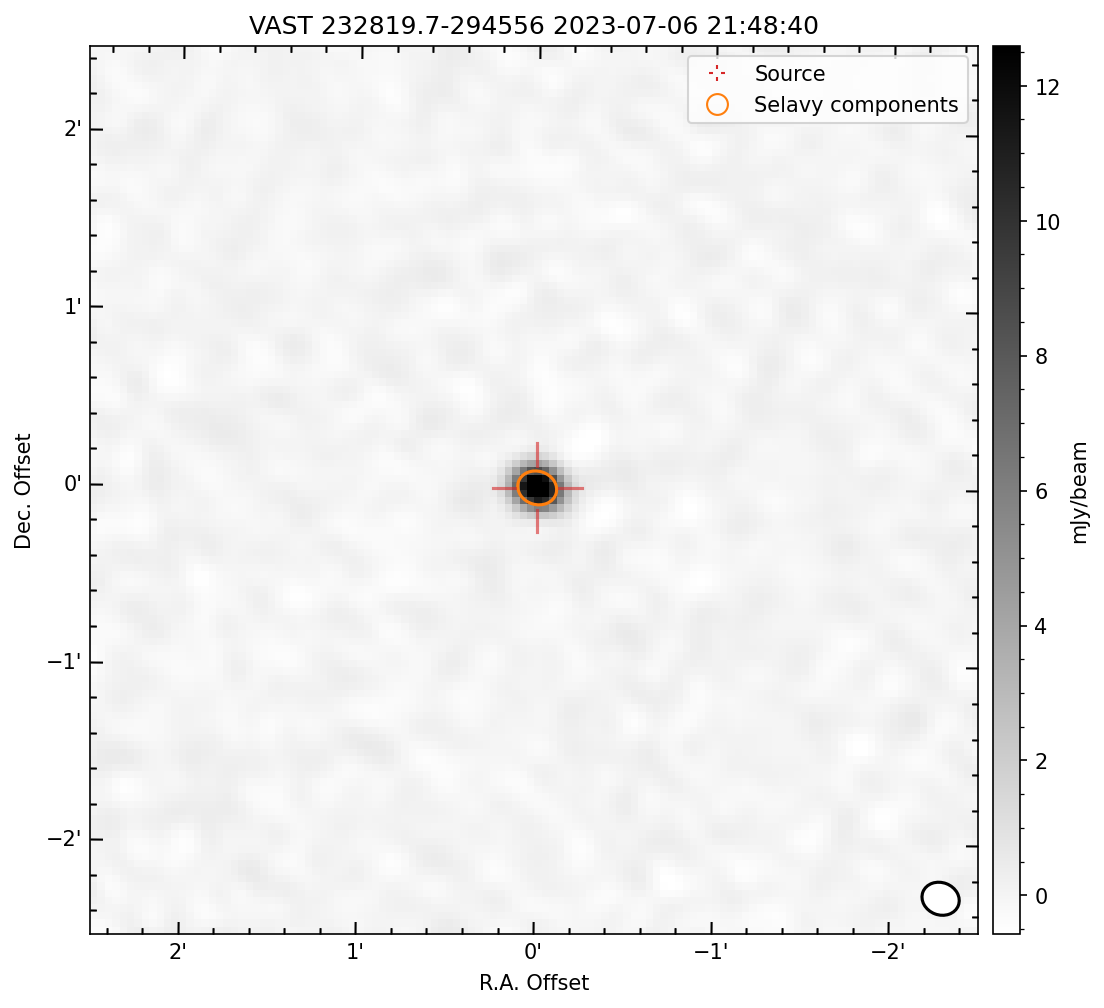 VAST 232819.7-294556 2023-07-06 21:48:40
Source
Selavy components
2'
1'
0'
−1'
−2'
Dec. Offset
2'
1'
0'
−1'
−2'
R.A. Offset
12
10
8
6
4
2
0
mJy/beam